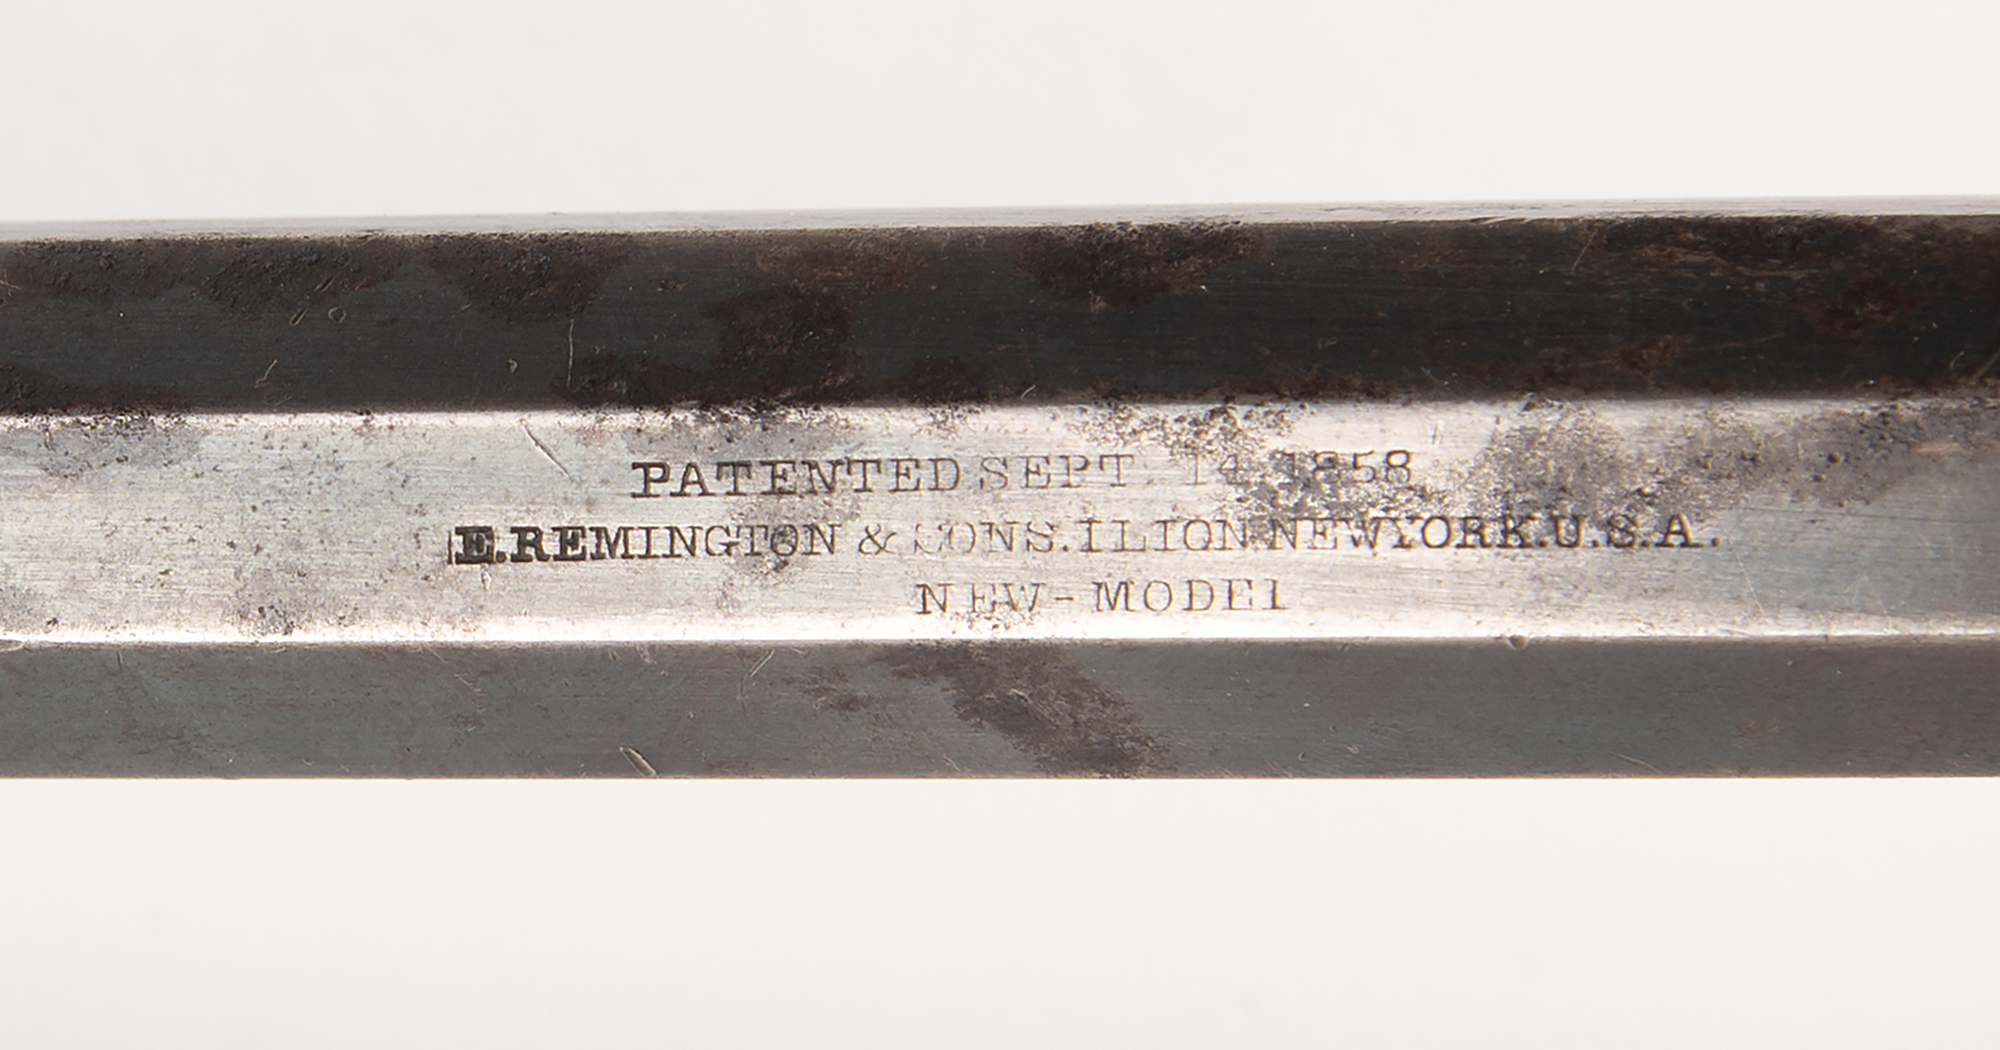 PATENTED SEPT. 14, 1858
E.REMINGTON & SONS.ILION.NEWYORK.U.S.A.
NEW-MODEL